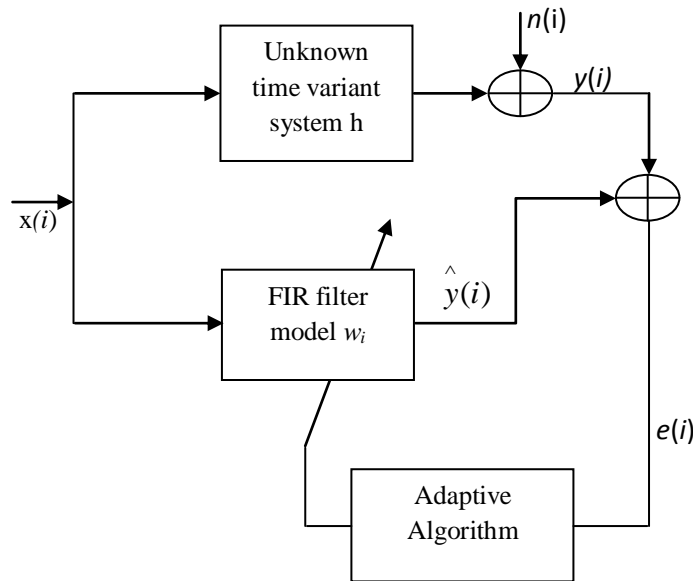 n(i)
Unknown
time variant
system h
y(i)
x(i)
FIR filter
model wᵢ
ŷ(i)
e(i)
Adaptive
Algorithm